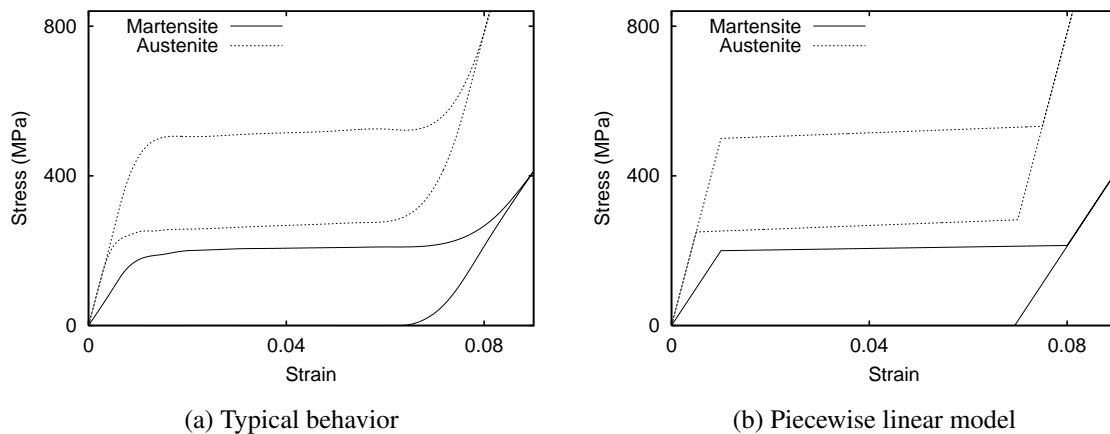 800
400
0
Stress (MPa)
Martensite
Austenite
0
0.04
0.08
Strain
(a) Typical behavior
800
400
0
Stress (MPa)
Martensite
Austenite
0
0.04
0.08
Strain
(b) Piecewise linear model